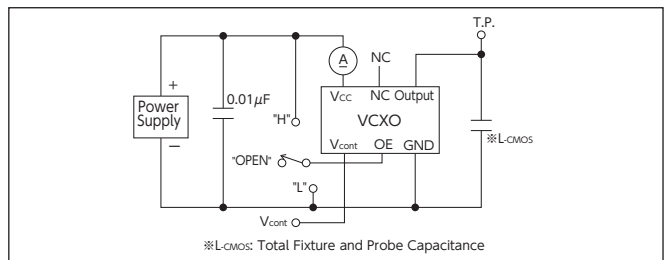 T.P.
A
NC
+
Power
Supply
−
0.01μF
"H"
Vcc
NC
Output
VCXO
Vcont
OE
GND
"OPEN"
"L"
Vcont
※L-CMOS
※L-CMOS: Total Fixture and Probe Capacitance